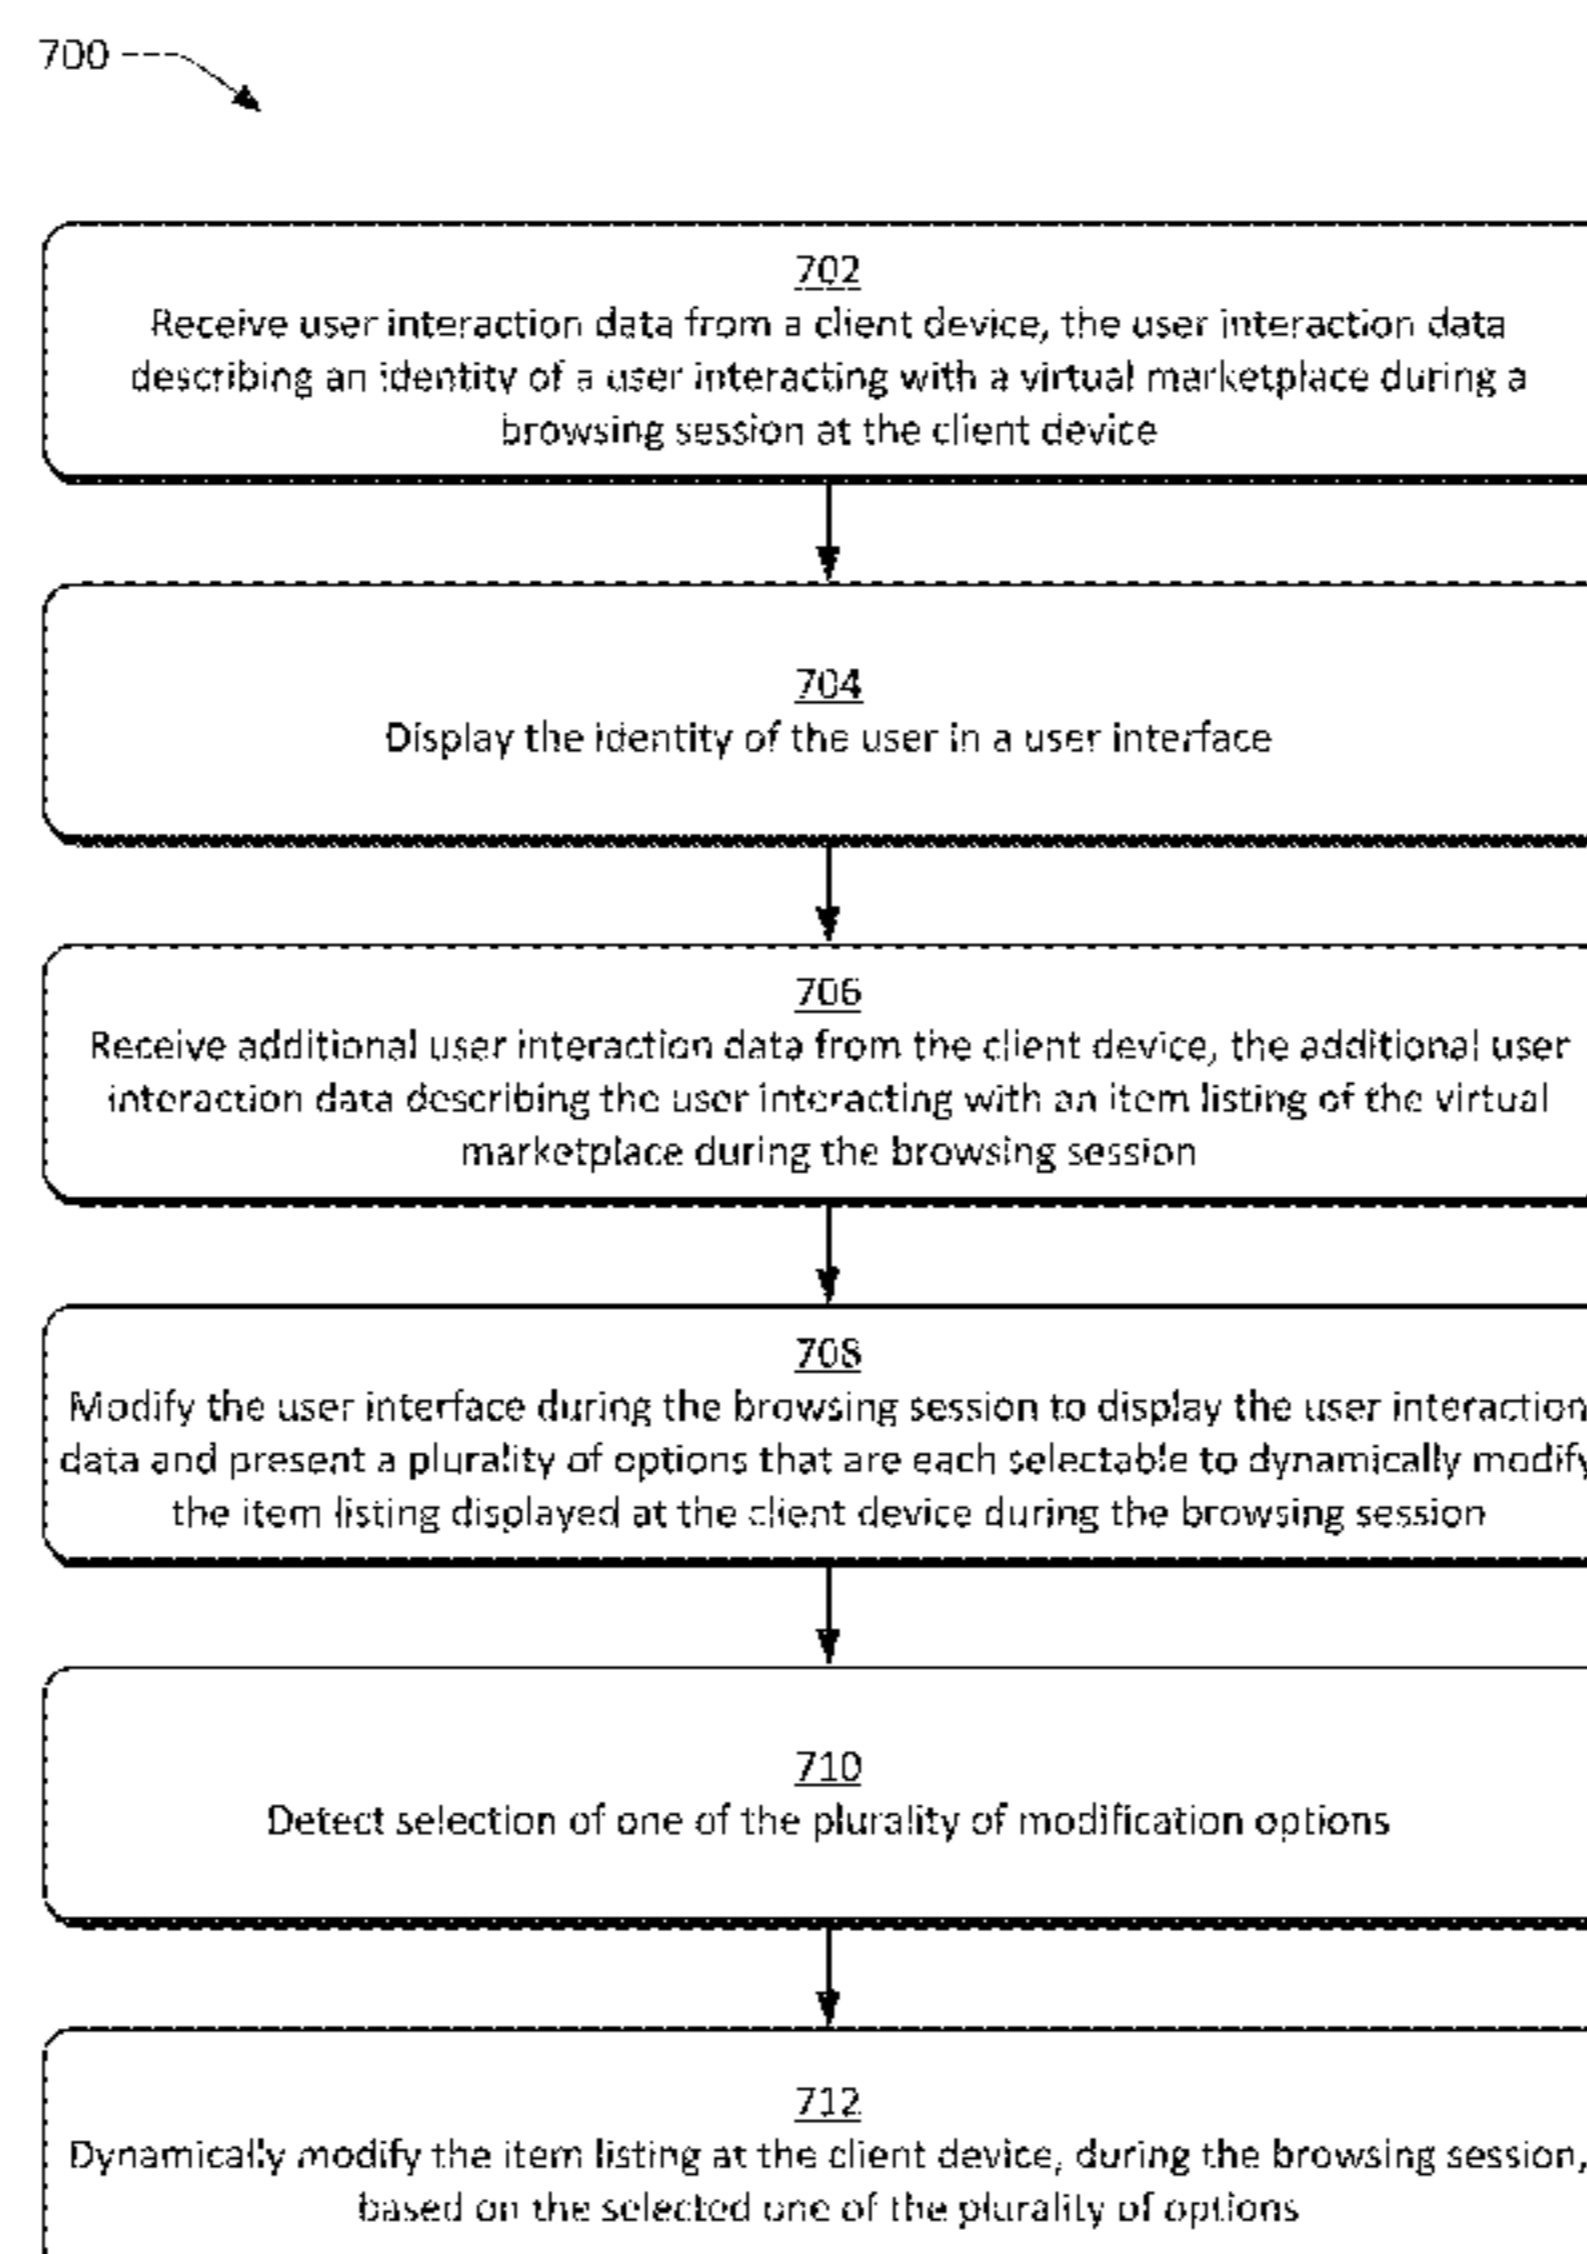 700
702
Receive user interaction data from a client device, the user interaction data
describing an identity of a user interacting with a virtual marketplace during a
browsing session at the client device
704
Display the identity of the user in a user interface
706
Receive additional user interaction data from the client device, the additional user
interaction data describing the user interacting with an item listing of the virtual
marketplace during the browsing session
708
Modify the user interface during the browsing session to display the user interaction
data and present a plurality of options that are each selectable to dynamically modify
the item listing displayed at the client device during the browsing session
710
Detect selection of one of the plurality of modification options
712
Dynamically modify the item listing at the client device, during the browsing session,
based on the selected one of the plurality of options